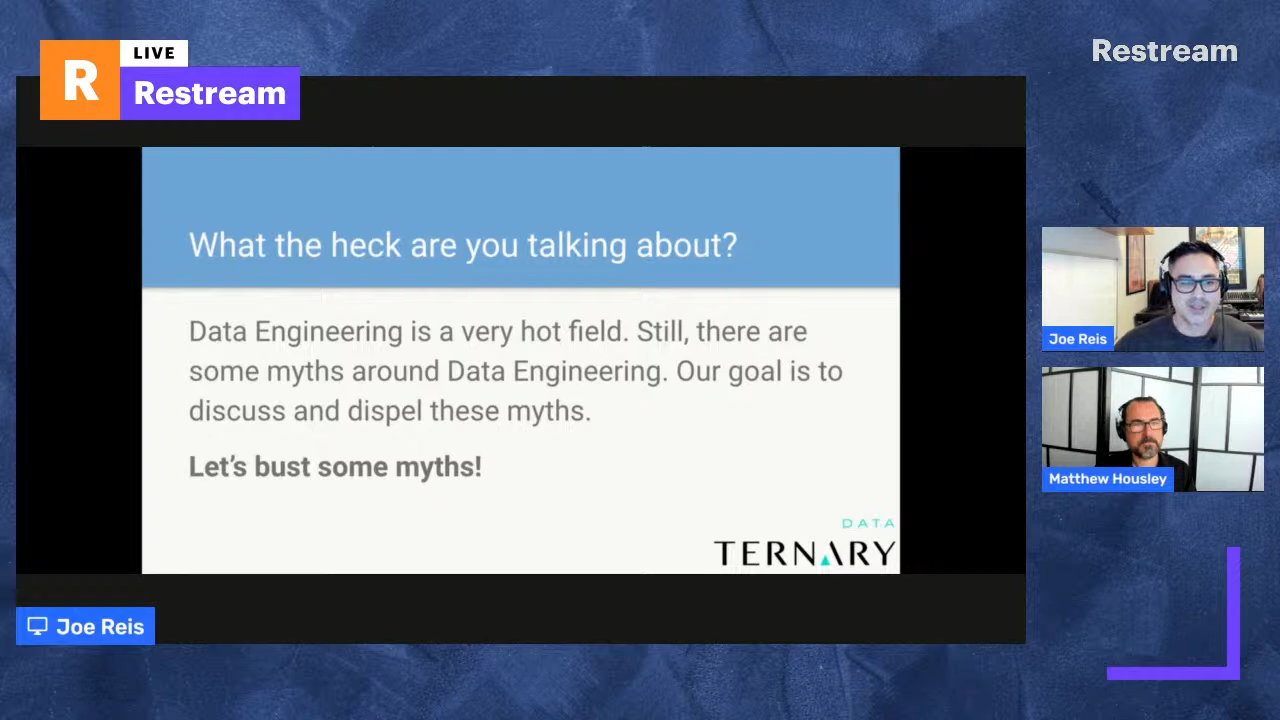 R
LIVE
Restream
Restream
What the heck are you talking about?
Data Engineering is a very hot field. Still, there are
some myths around Data Engineering. Our goal is to
discuss and dispel these myths.
Let's bust some myths!
DATA
TERNARY
Joe Reis
Matthew Housley
Joe Reis